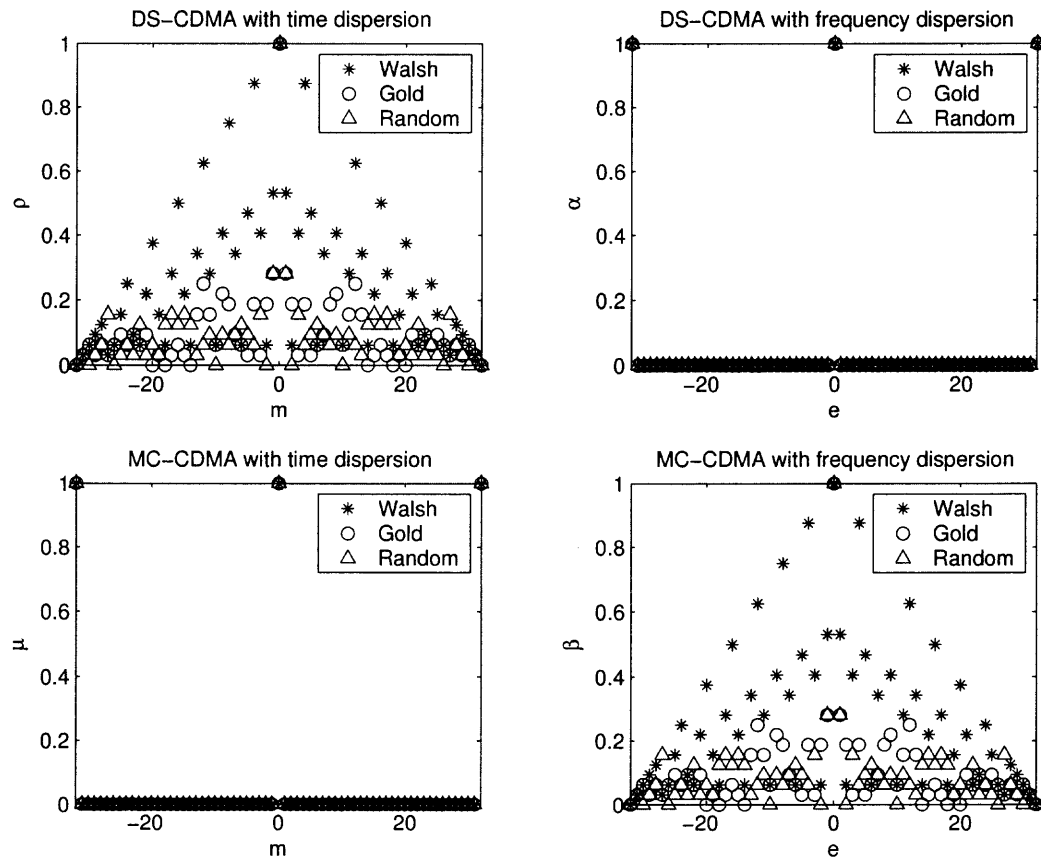 DS-CDMA with time dispersion
1
0.8
0.6
0.4
0.2
0
ρ
-20
0
20
m
Walsh
Gold
Random
DS-CDMA with frequency dispersion
1
0.8
0.6
0.4
0.2
0
α
-20
0
20
e
Walsh
Gold
Random
MC-CDMA with time dispersion
1
0.8
0.6
0.4
0.2
0
μ
-20
0
20
m
Walsh
Gold
Random
MC-CDMA with frequency dispersion
1
0.8
0.6
0.4
0.2
0
β
-20
0
20
e
Walsh
Gold
Random